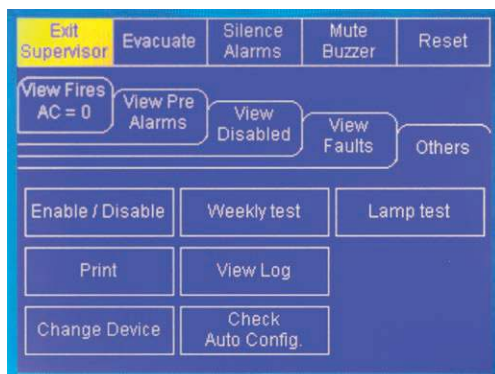 Exit
Supervisor
Evacuate
Silence
Alarms
Mute
Buzzer
Reset
View Fires
AC = 0
View Pre
Alarms
View
Disabled
View
Faults
Others
Enable / Disable
Weekly test
Lamp test
Print
View Log
Change Device
Check
Auto Config.